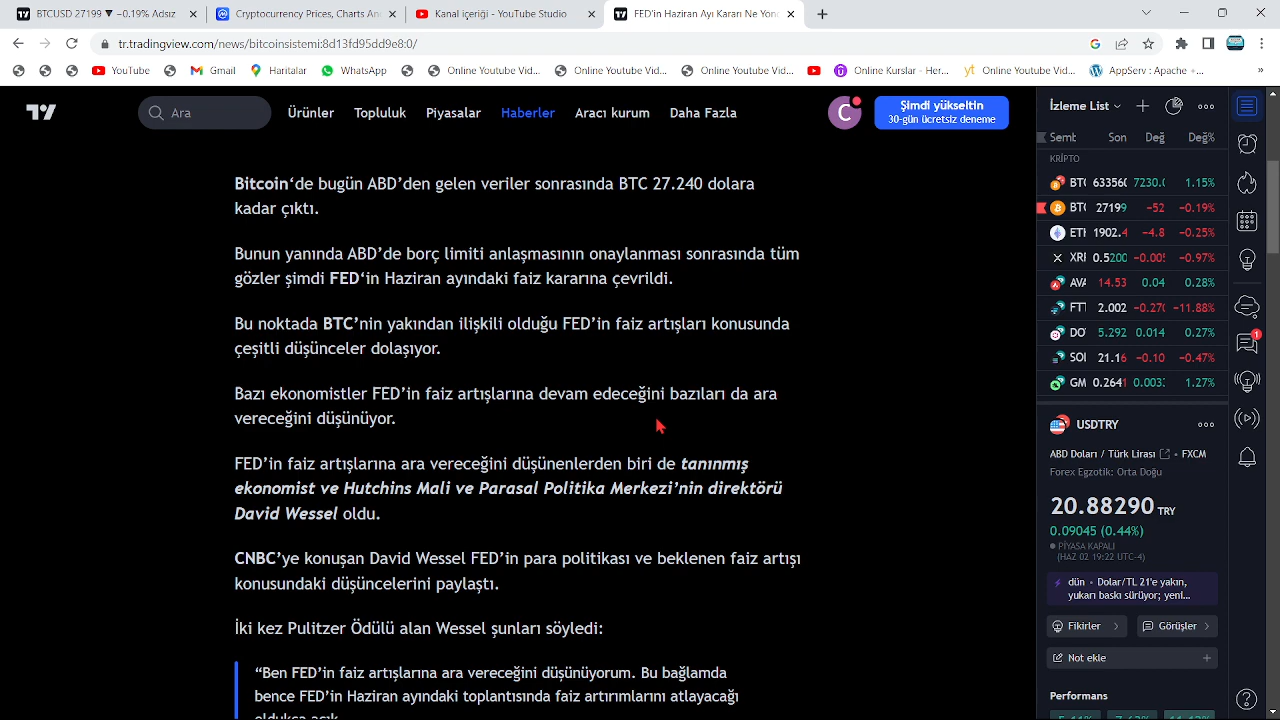 BTCUSD 27199 ▼ −0.19% Adsız
Cryptocurrency Prices, Charts An
Kanal içeriği - YouTube Studio
FED'in Haziran Ayı Kararı Ne Yönd
tr.tradingview.com/news/bitcoinsistemi:8d13fd95dd9e8:0/
YouTube
Gmail
Haritalar
WhatsApp
Online Youtube Vid...
Online Youtube Vid...
Online Youtube Vid...
Online Kurslar - Her...
Online Youtube Vid...
AppServ : Apache +...
»
Ara
Ürünler
Topluluk
Piyasalar
Haberler
Aracı kurum
Daha Fazla
C
Şimdi yükseltin
30-gün ücretsiz deneme
Bitcoin‘de bugün ABD’den gelen veriler sonrasında BTC 27.240 dolara
kadar çıktı.
Bunun yanında ABD’de borç limiti anlaşmasının onaylanması sonrasında tüm
gözler şimdi FED‘in Haziran ayındaki faiz kararına çevrildi.
Bu noktada BTC’nin yakından ilişkili olduğu FED’in faiz artışları konusunda
çeşitli düşünceler dolaşıyor.
Bazı ekonomistler FED’in faiz artışlarına devam edeceğini bazıları da ara
vereceğini düşünüyor.
FED’in faiz artışlarına ara vereceğini düşünenlerden biri de tanınmış
ekonomist ve Hutchins Mali ve Parasal Politika Merkezi’nin direktörü
David Wessel oldu.
CNBC’ye konuşan David Wessel FED’in para politikası ve beklenen faiz artışı
konusundaki düşüncelerini paylaştı.
İki kez Pulitzer Ödülü alan Wessel şunları söyledi:
“Ben FED’in faiz artışlarına ara vereceğini düşünüyorum. Bu bağlamda
bence FED’in Haziran ayındaki toplantısında faiz artırımlarını atlayacağı
oldukça açık.
İzleme List
Semb Son Değ Değ%
KRİPTO
BT( 63356( 7230.( 1.15%
BT( 27199 −52 −0.19%
ETI 1902.4 −4.8 −0.25%
XRI 0.5200 −0.005 −0.97%
AVA 14.53 0.04 0.28%
FTT 2.002 −0.27( −11.88%
DO 5.292 0.014 0.27%
SOI 21.16 −0.10 −0.47%
GM 0.2641 0.003 1.27%
USDTRY
ABD Doları / Türk Lirası • FXCM
Forex Egzotik: Orta Doğu
20.88290 TRY
0.09045 (0.44%)
PİYASA KAPALI
(HAZ 02 19:22 UTC-4)
dün • Dolar/TL 21'e yakın,
yukarı baskı sürüyor; yeni...
Fikirler
Görüşler
Not ekle
Performans
1